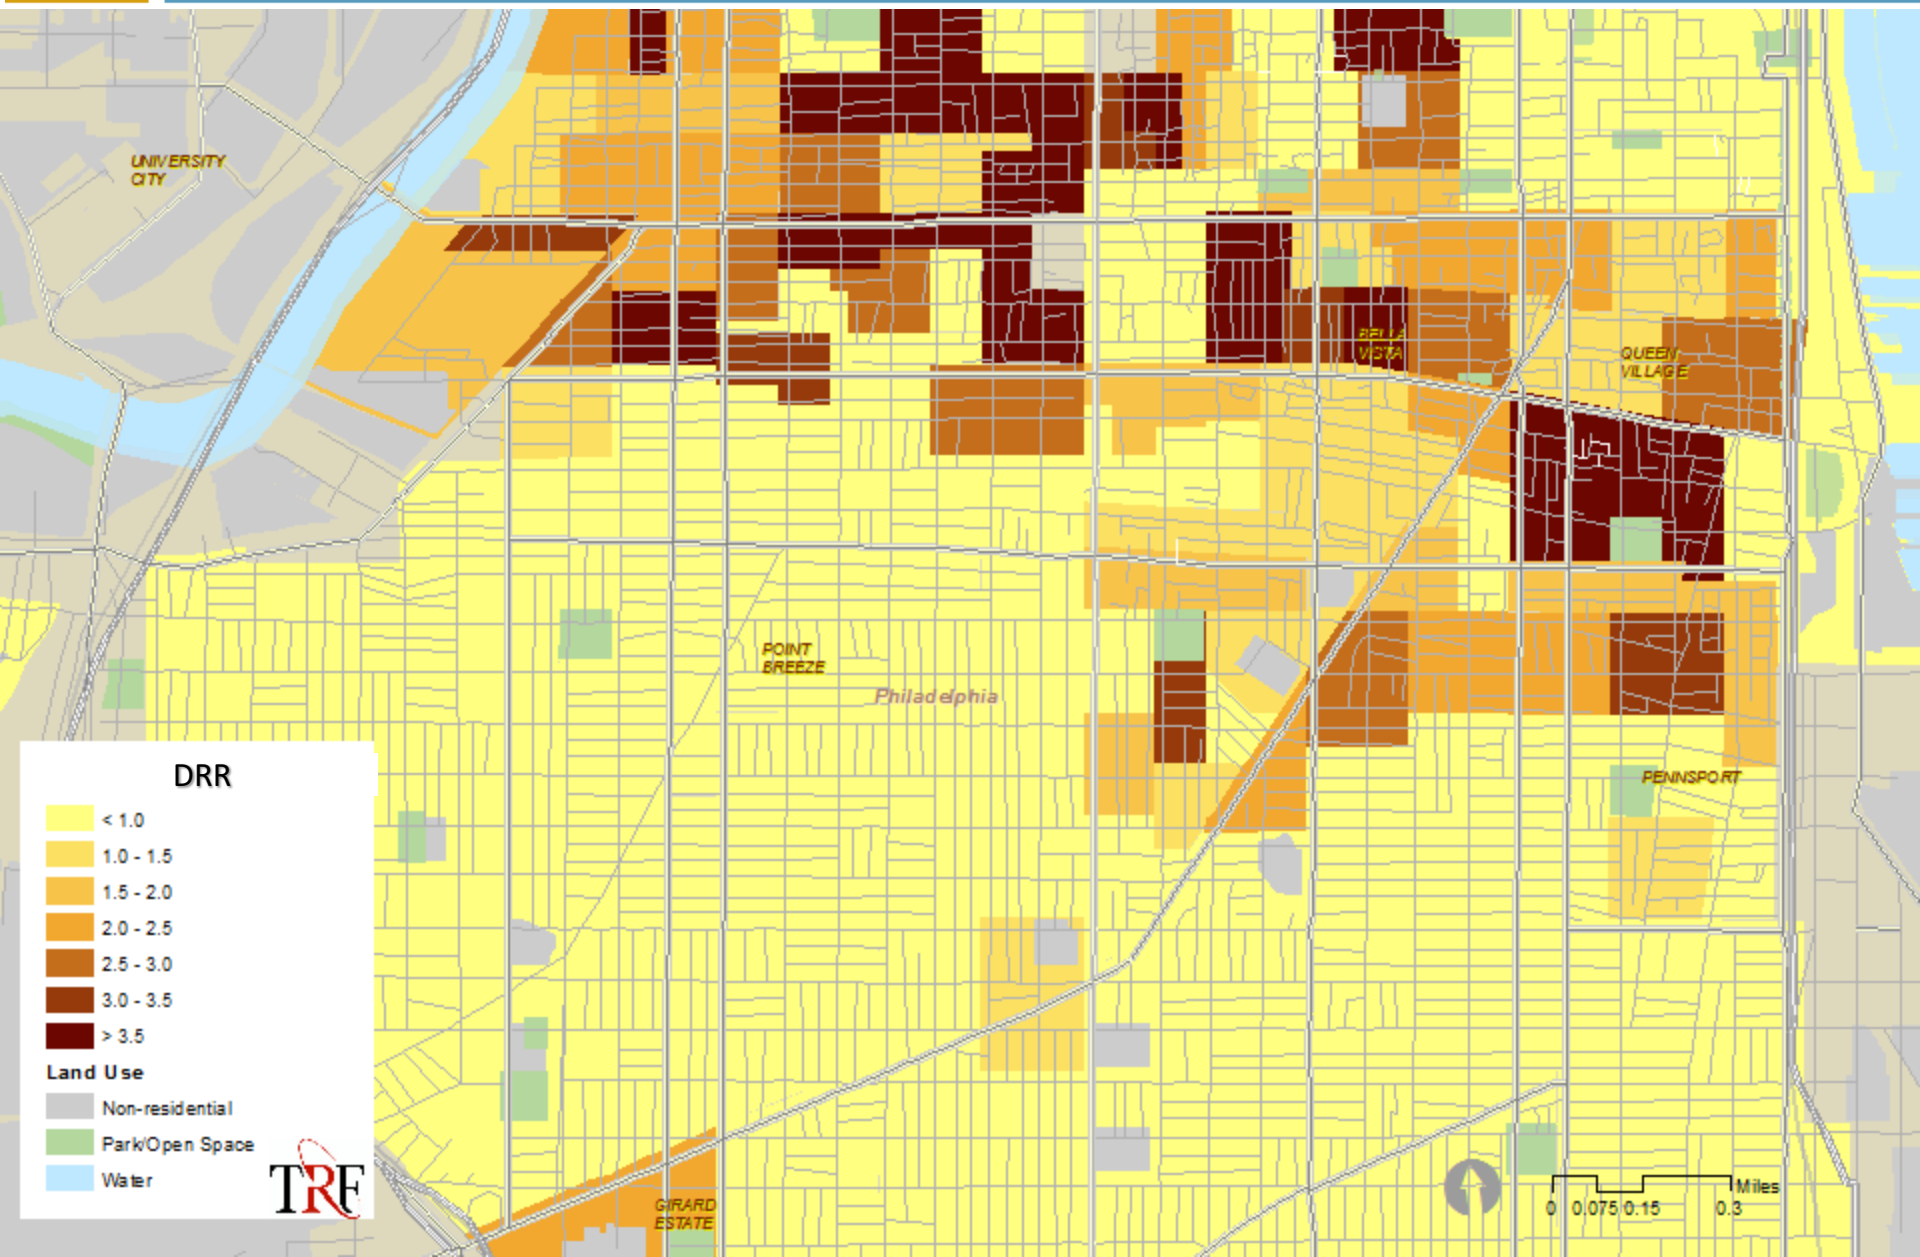 UNIVERSITY
CITY
BELLA
VISTA
QUEEN
VILLAGE
POINT
BREEZE
Philadelphia
PENNSPORT
GIRARD
ESTATE
DRR
< 1.0
1.0 - 1.5
1.5 - 2.0
2.0 - 2.5
2.5 - 3.0
3.0 - 3.5
> 3.5
Land Use
Non-residential
Park/Open Space
Water
TRF
Miles
0 0.075 0.15 0.3